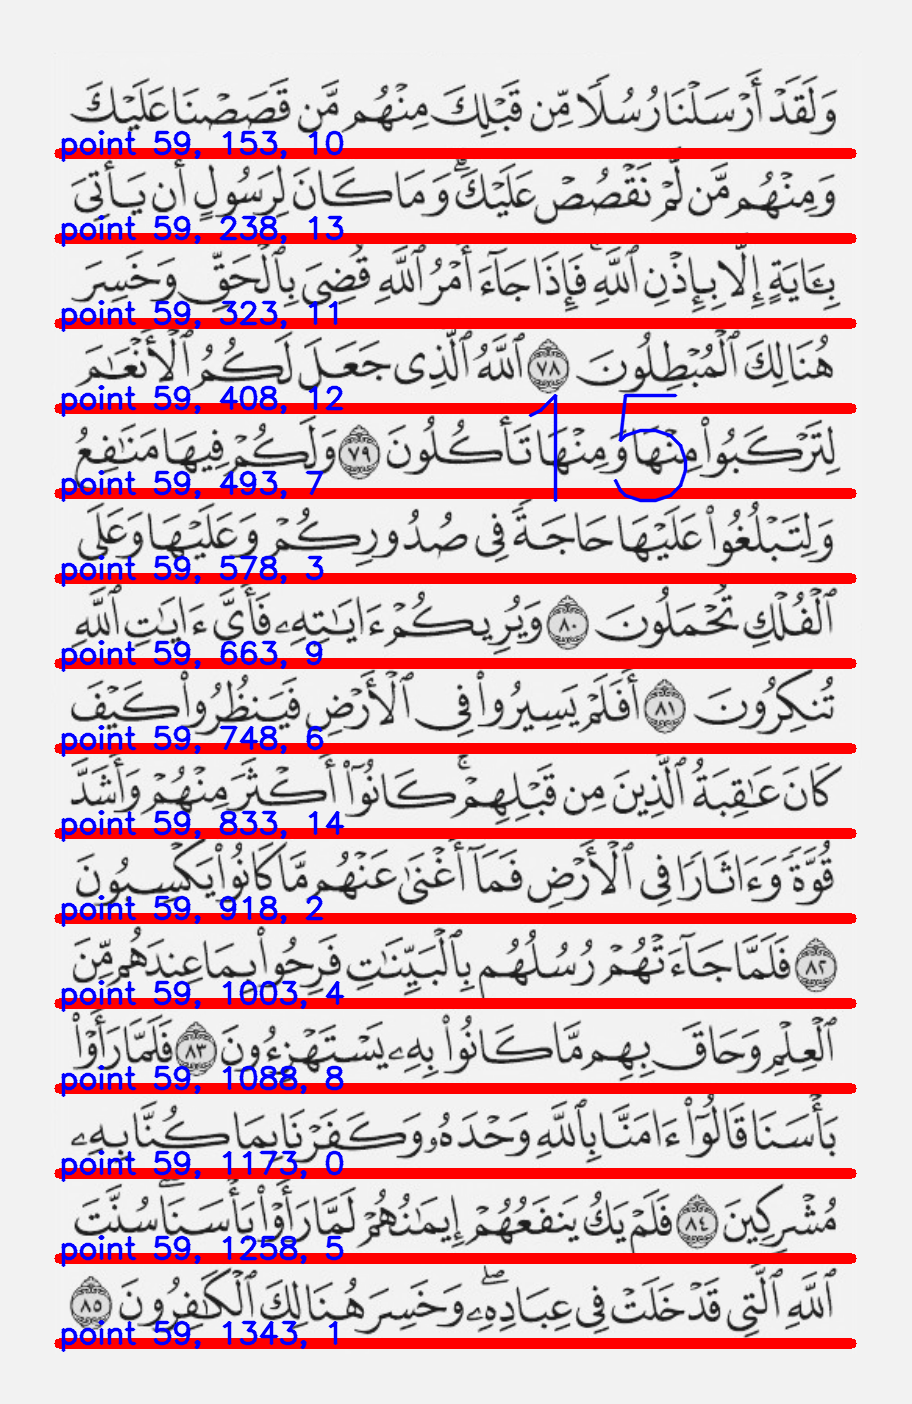 وَلَقَدْ أَرْسَلْنَا رُسُلًا مِّن قَبْلِكَ مِنْهُم مَّن قَصَصْنَا عَلَيْكَ
point 59, 153, 10
وَمِنْهُم مَّن لَّمْ نَقْصُصْ عَلَيْكَ ۗ وَمَا كَانَ لِرَسُولٍ أَن يَأْتِىَ
point 59, 238, 13
بِـَٔايَةٍ إِلَّا بِإِذْنِ ٱللَّهِ ۚ فَإِذَا جَآءَ أَمْرُ ٱللَّهِ قُضِىَ بِٱلْحَقِّ وَخَسِرَ
point 59, 323, 11
هُنَالِكَ ٱلْمُبْطِلُونَ ٧٨ ٱللَّهُ ٱلَّذِى جَعَلَ لَكُمُ ٱلْأَنْعَـٰمَ
point 59, 408, 12
15
لِتَرْكَبُوا۟ مِنْهَا وَمِنْهَا تَأْكُلُونَ ٧٩ وَلَكُمْ فِيهَا مَنَـٰفِعُ
point 59, 493, 7
وَلِتَبْلُغُوا۟ عَلَيْهَا حَاجَةً فِى صُدُورِكُمْ وَعَلَيْهَا وَعَلَى
point 59, 578, 3
ٱلْفُلْكِ تُحْمَلُونَ ٨٠ وَيُرِيكُمْ ءَايَـٰتِهِۦ فَأَىَّ ءَايَـٰتِ ٱللَّهِ
point 59, 663, 9
تُنكِرُونَ ٨١ أَفَلَمْ يَسِيرُوا۟ فِى ٱلْأَرْضِ فَيَنظُرُوا۟ كَيْفَ
point 59, 748, 6
كَانَ عَـٰقِبَةُ ٱلَّذِينَ مِن قَبْلِهِمْ ۚ كَانُوٓا۟ أَكْثَرَ مِنْهُمْ وَأَشَدَّ
point 59, 833, 14
قُوَّةً وَءَاثَارًا فِى ٱلْأَرْضِ فَمَآ أَغْنَىٰ عَنْهُم مَّا كَانُوا۟ يَكْسِبُونَ
point 59, 918, 2
٨٢ فَلَمَّا جَآءَتْهُمْ رُسُلُهُم بِٱلْبَيِّنَـٰتِ فَرِحُوا۟ بِمَا عِندَهُم مِّنَ
point 59, 1003, 4
ٱلْعِلْمِ وَحَاقَ بِهِم مَّا كَانُوا۟ بِهِۦ يَسْتَهْزِءُونَ ٨٣ فَلَمَّا رَأَوْا۟
point 59, 1088, 8
بَأْسَنَا قَالُوٓا۟ ءَامَنَّا بِٱللَّهِ وَحْدَهُۥ وَكَفَرْنَا بِمَا كُنَّا بِهِۦ
point 59, 1173, 0
مُشْرِكِينَ ٨٤ فَلَمْ يَكُ يَنفَعُهُمْ إِيمَـٰنُهُمْ لَمَّا رَأَوْا۟ بَأْسَنَا ۖ سُنَّتَ
point 59, 1258, 5
ٱللَّهِ ٱلَّتِى قَدْ خَلَتْ فِى عِبَادِهِۦ ۖ وَخَسِرَ هُنَالِكَ ٱلْكَـٰفِرُونَ ٨٥
point 59, 1343, 1